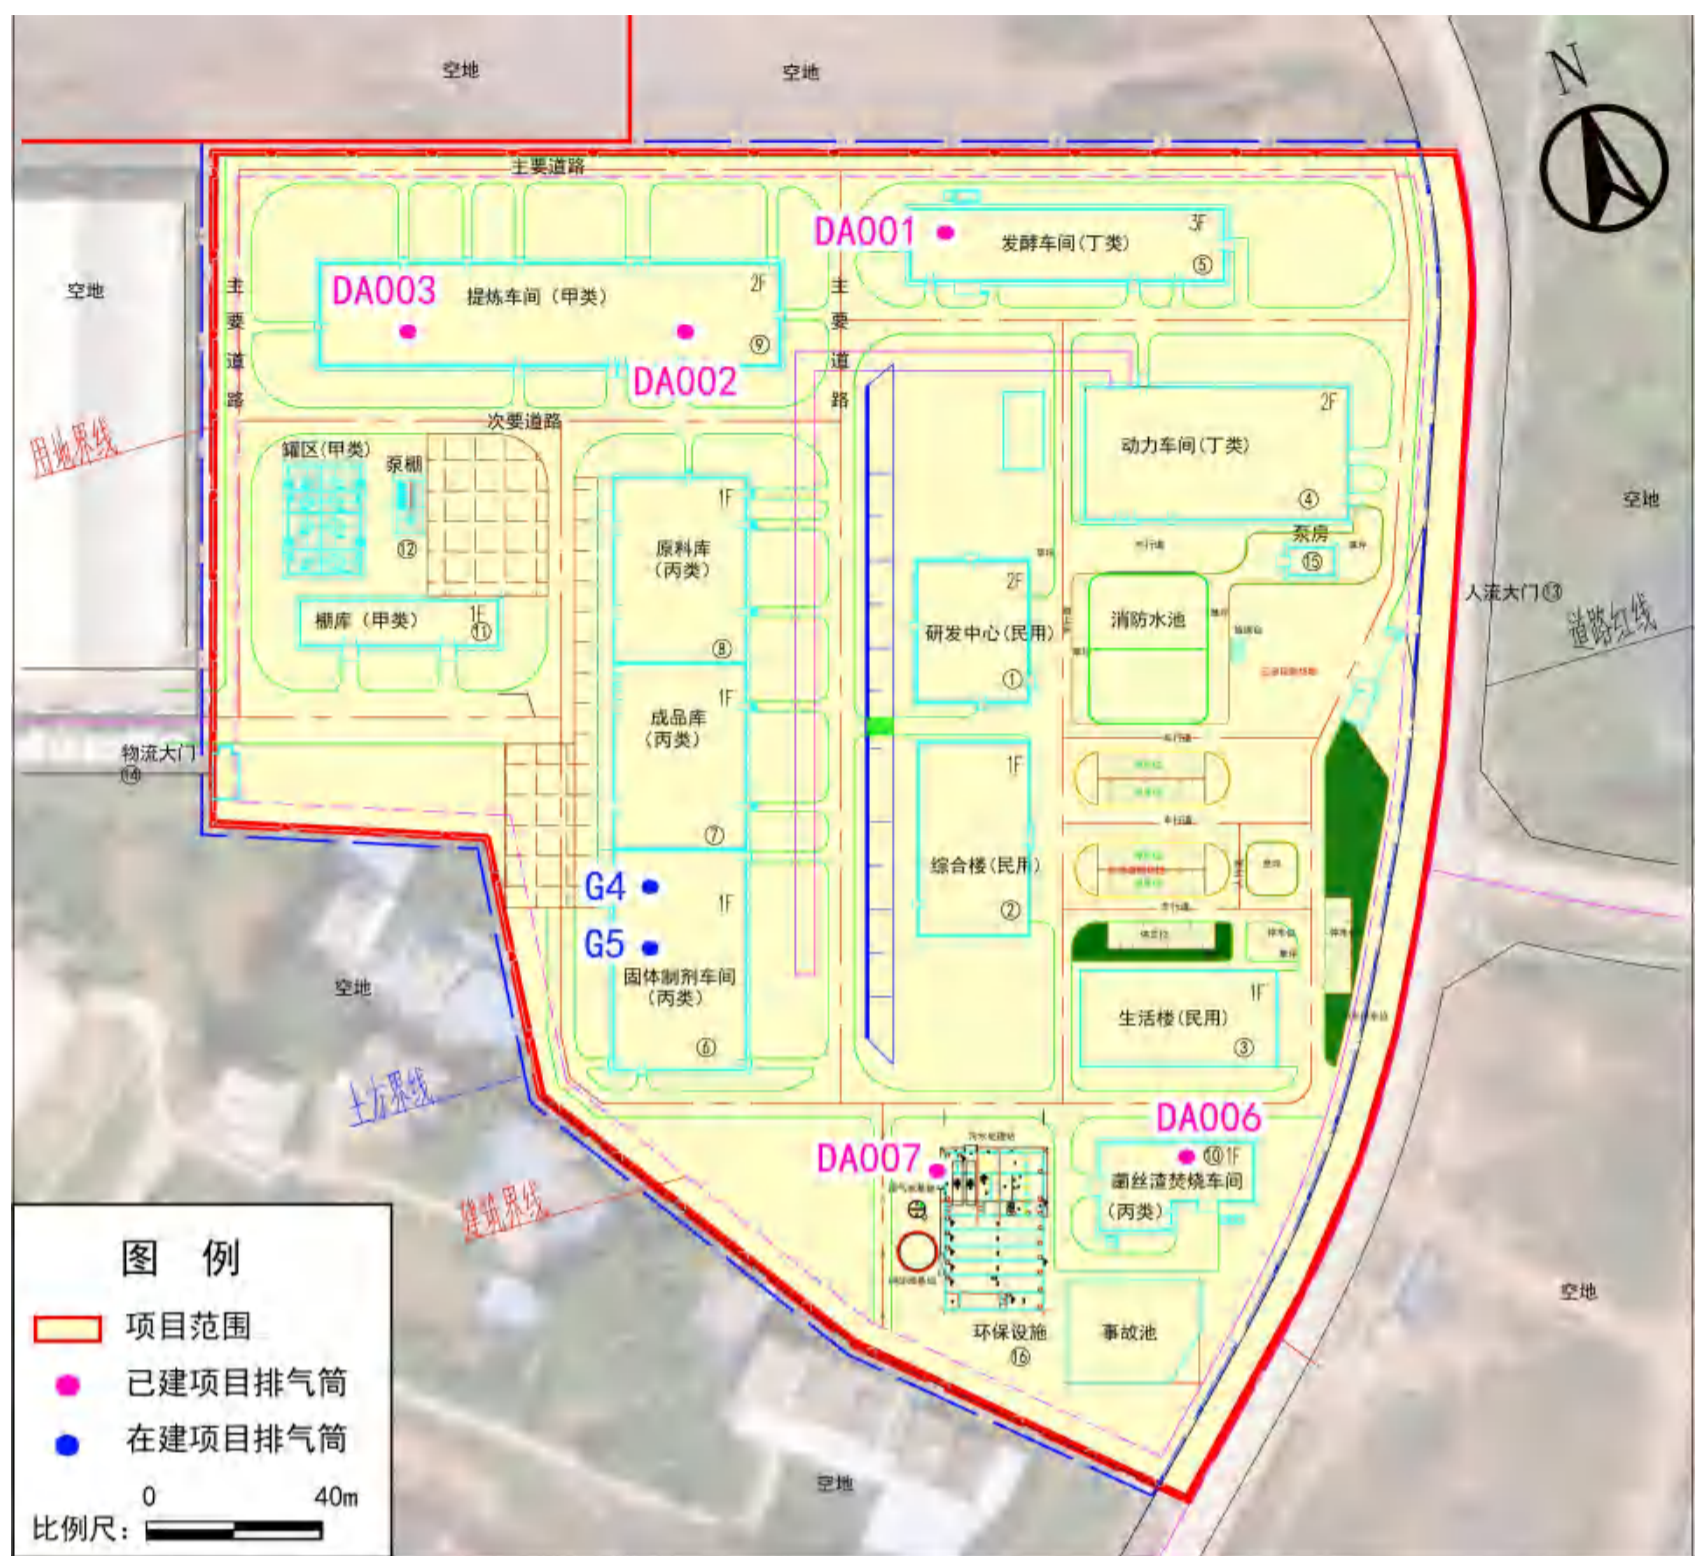 空地
空地
N
主要道路
DA001
3F
发酵车间(丁类)
⑤
空地
主要道路
DA003
提炼车间（甲类）
2F
⑨
DA002
主要道路
次要道路
用地界线
罐区(甲类)
泵棚
⑫
棚库（甲类）
1F
⑪
1F
原料库
（丙类）
⑧
1F
成品库
（丙类）
⑦
2F
动力车间(丁类)
④
泵房
⑮
空地
人流大门⑬
道路红线
2F
研发中心(民用)
①
消防水池
物流大门
⑭
1F
综合楼(民用)
②
G4
1F
G5
固体制剂车间
（丙类）
⑥
空地
1F
生活楼(民用)
③
土方界线
建筑界线
DA006
DA007
⑩1F
菌丝渣焚烧车间
（丙类）
环保设施
⑯
事故池
空地
空地
图 例
项目范围
已建项目排气筒
在建项目排气筒
0 40m
比例尺：